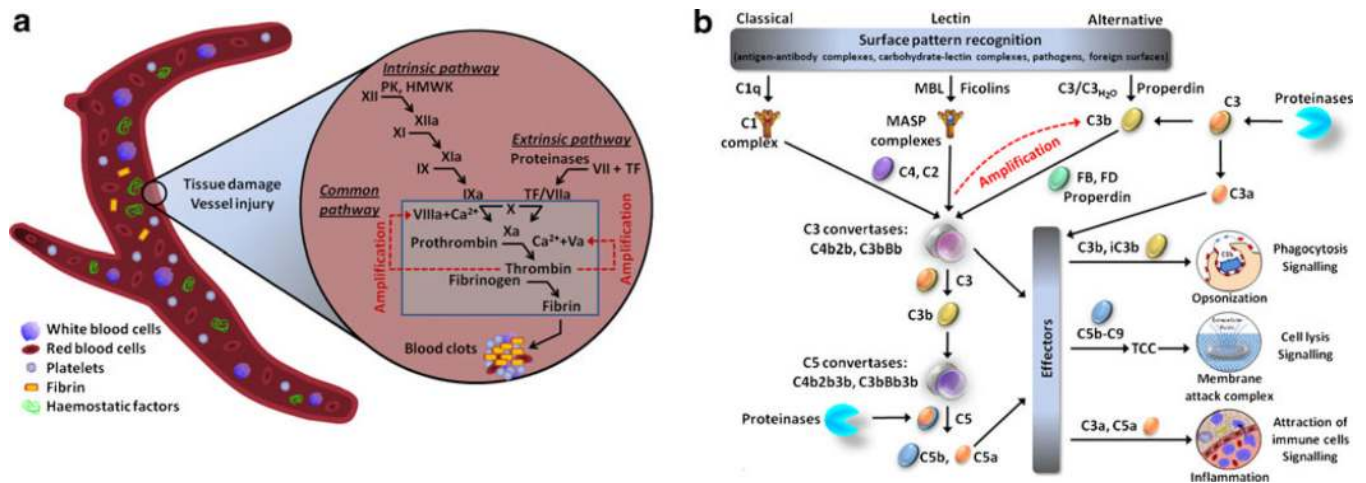 a
Intrinsic pathway
PK, HMWK
XII
XIIa
XI
XIa
IX
IXa
Extrinsic pathway
Proteinases
VII + TF
TF/VIIa
Common
pathway
VIIIa+Ca²⁺
X
Xa
Ca²⁺+Va
Prothrombin
Thrombin
Fibrinogen
Fibrin
Amplification
Amplification
Blood clots
Tissue damage
Vessel injury
White blood cells
Red blood cells
Platelets
Fibrin
Haemostatic factors
b
Classical
Lectin
Alternative
Surface pattern recognition
(antigen-antibody complexes, carbohydrate-lectin complexes, pathogens, foreign surfaces)
C1q
MBL
Ficolins
C3/C3H₂O
Properdin
C3
Proteinases
C1
complex
MASP
complexes
C3b
C4, C2
Amplification
FB, FD
Properdin
C3a
C3 convertases:
C4b2b, C3bBb
C3
C3b
C5 convertases:
C4b2b3b, C3bBb3b
Proteinases
C5
C5b,
C5a
Effectors
C3b, iC3b
C3b
Phagocytosis
Signalling
Opsonization
C5b-C9
TCC
Cell lysis
Signalling
Membrane
attack complex
C3a, C5a
Attraction of
immune cells
Signalling
Inflammation